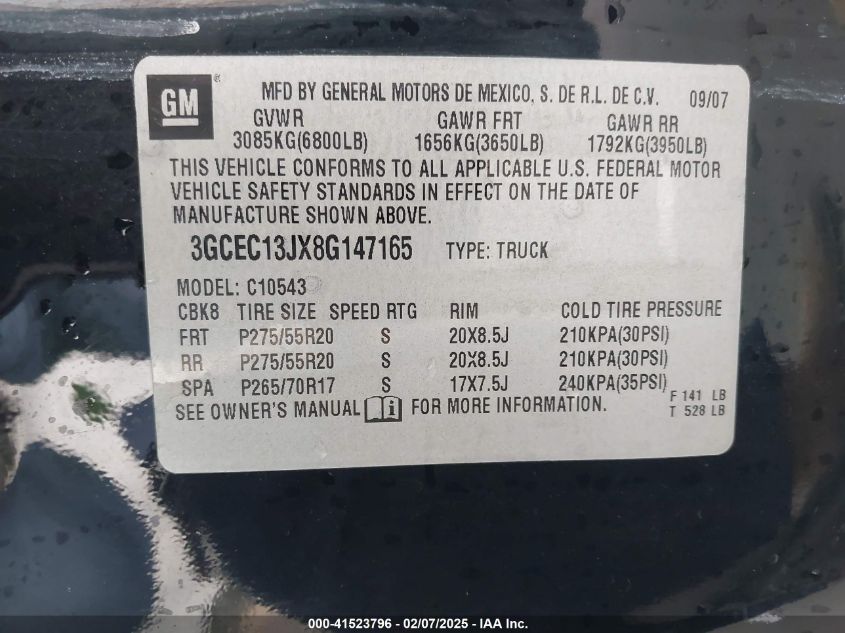 GM ® MFD BY GENERAL MOTORS DE MEXICO, S. DE R.L. DE C.V. 09/07
GVWR GAWR FRT GAWR RR
3085KG(6800LB) 1656KG(3650LB) 1792KG(3950LB)
THIS VEHICLE CONFORMS TO ALL APPLICABLE U.S. FEDERAL MOTOR
VEHICLE SAFETY STANDARDS IN EFFECT ON THE DATE OF
MANUFACTURE SHOWN ABOVE.
3GCEC13JX8G147165 TYPE: TRUCK
MODEL: C10543
CBK8 TIRE SIZE SPEED RTG RIM COLD TIRE PRESSURE
FRT P275/55R20 S 20X8.5J 210KPA(30PSI)
RR P275/55R20 S 20X8.5J 210KPA(30PSI)
SPA P265/70R17 S 17X7.5J 240KPA(35PSI)
F 141 LB
SEE OWNER'S MANUAL i FOR MORE INFORMATION.
T 528 LB
000-41523796 — 02/07/2025 — IAA Inc.